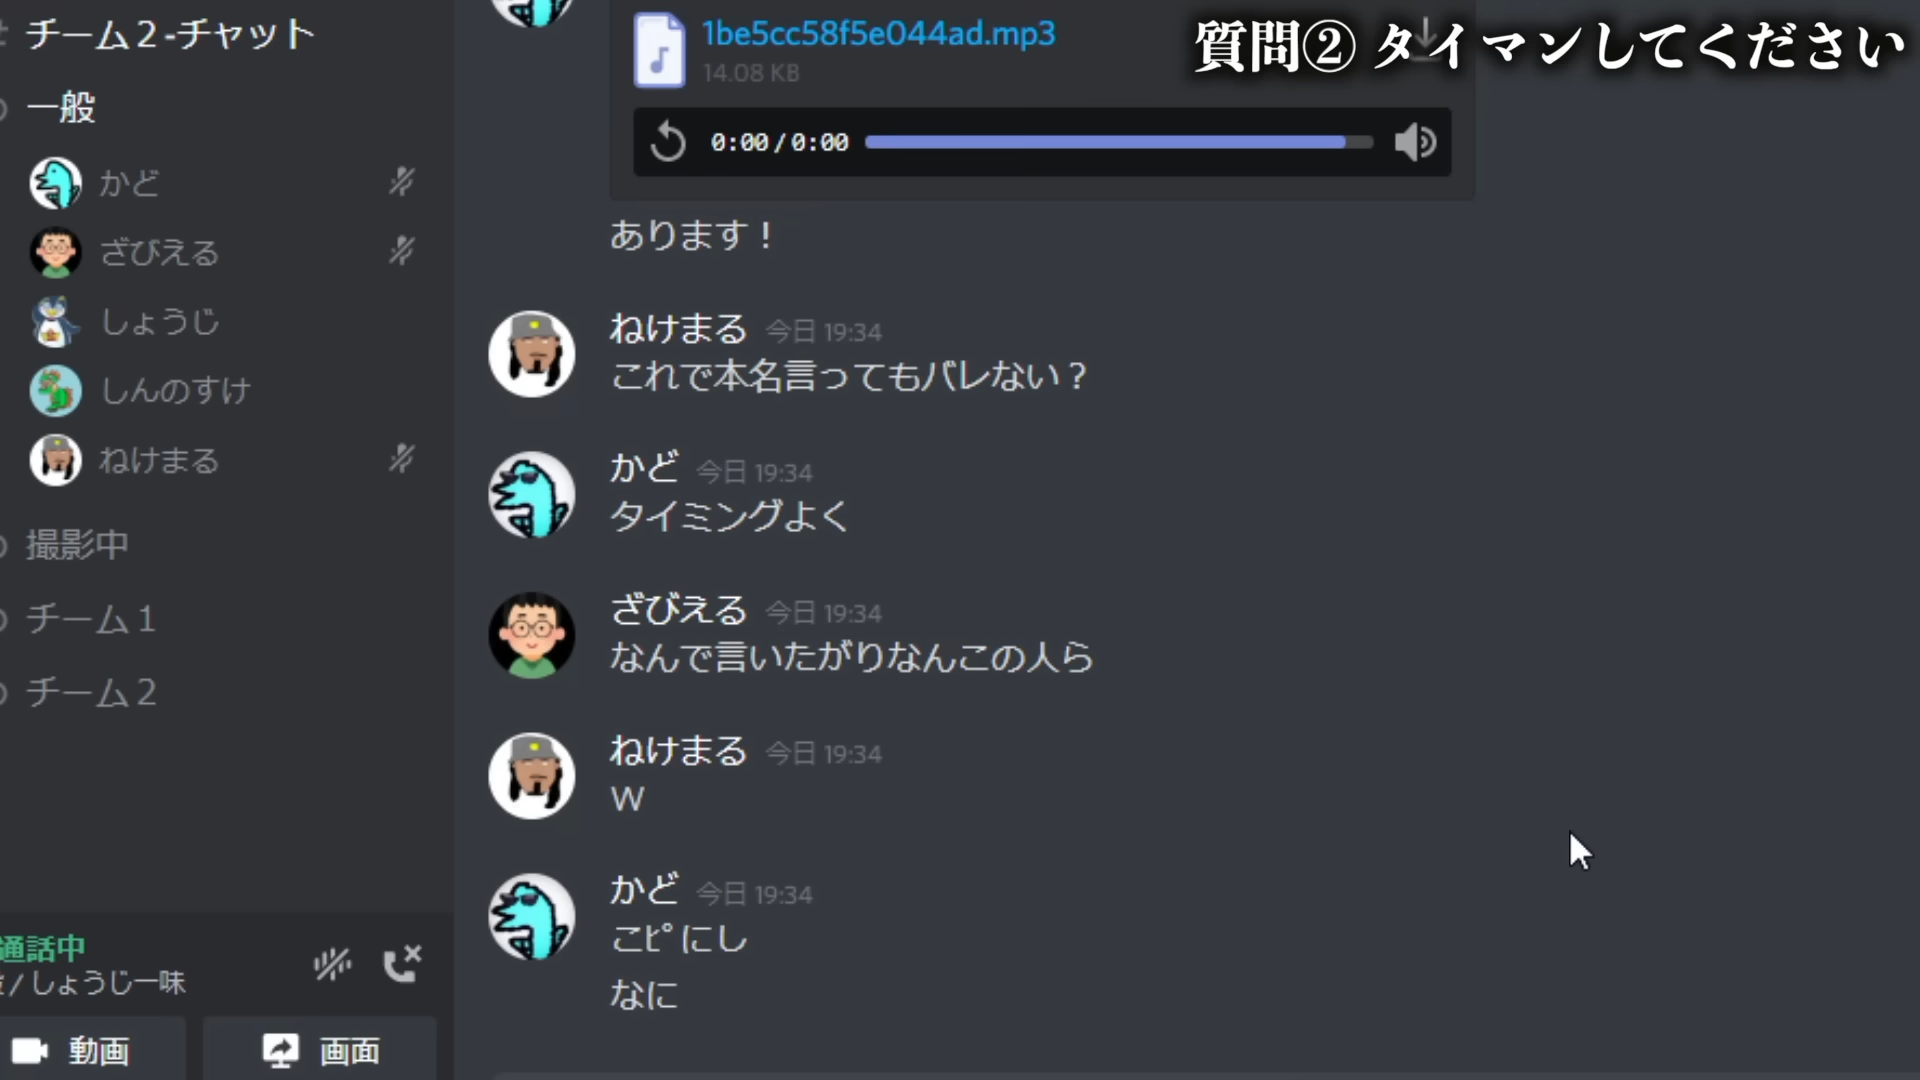 チーム2-チャット
一般
かど
ざびえる
しょうじ
しんのすけ
ねけまる
撮影中
チーム1
チーム2
通話中
/しょうじ一味
動画
画面
質問② タイマンしてください
1be5cc58f5e044ad.mp3
14.08 KB
0:00/0:00
あります！
ねけまる 今日 19:34
これで本名言ってもバレない？
かど 今日 19:34
タイミングよく
ざびえる 今日 19:34
なんで言いたがりなんこの人ら
ねけまる 今日 19:34
W
かど 今日 19:34
こﾋﾟにし
なに